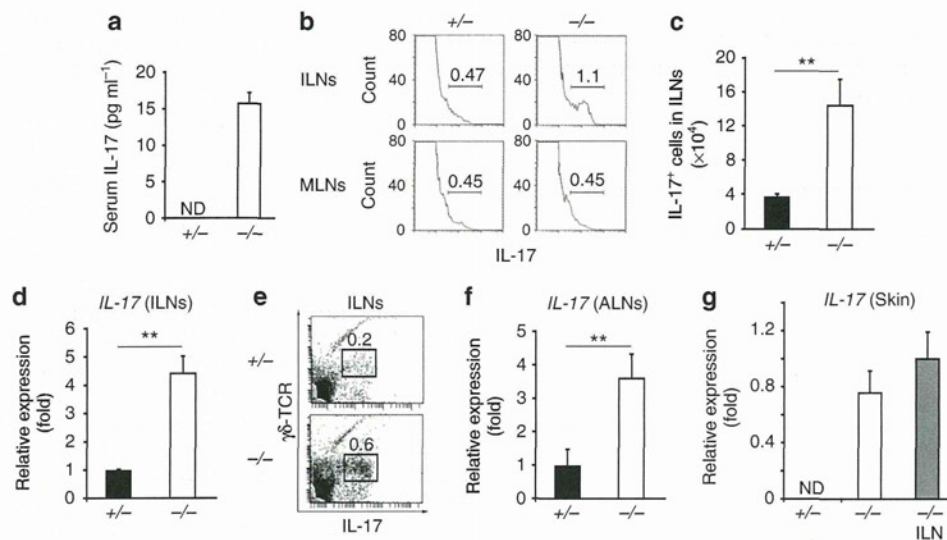 a
Serum IL-17 (pg ml⁻¹)
20
15
10
5
0
ND
+/–
–/–
b
+/–
–/–
ILNs
Count
80
40
0
0.47
80
40
0
1.1
MLNs
Count
80
40
0
0.45
80
40
0
0.45
IL-17
c
IL-17⁺ cells in ILNs
(×10⁴)
20
16
12
8
4
0
**
+/–
–/–
d
IL-17 (ILNs)
Relative expression
(fold)
6
5
4
3
2
1
0
**
+/–
–/–
e
ILNs
+/–
0.2
γδ-TCR
–/–
0.6
IL-17
f
IL-17 (ALNs)
Relative expression
(fold)
5
4
3
2
1
0
**
+/–
–/–
g
IL-17 (Skin)
Relative expression
(fold)
1.2
0.8
0.4
0
ND
+/–
–/–
–/–
ILN